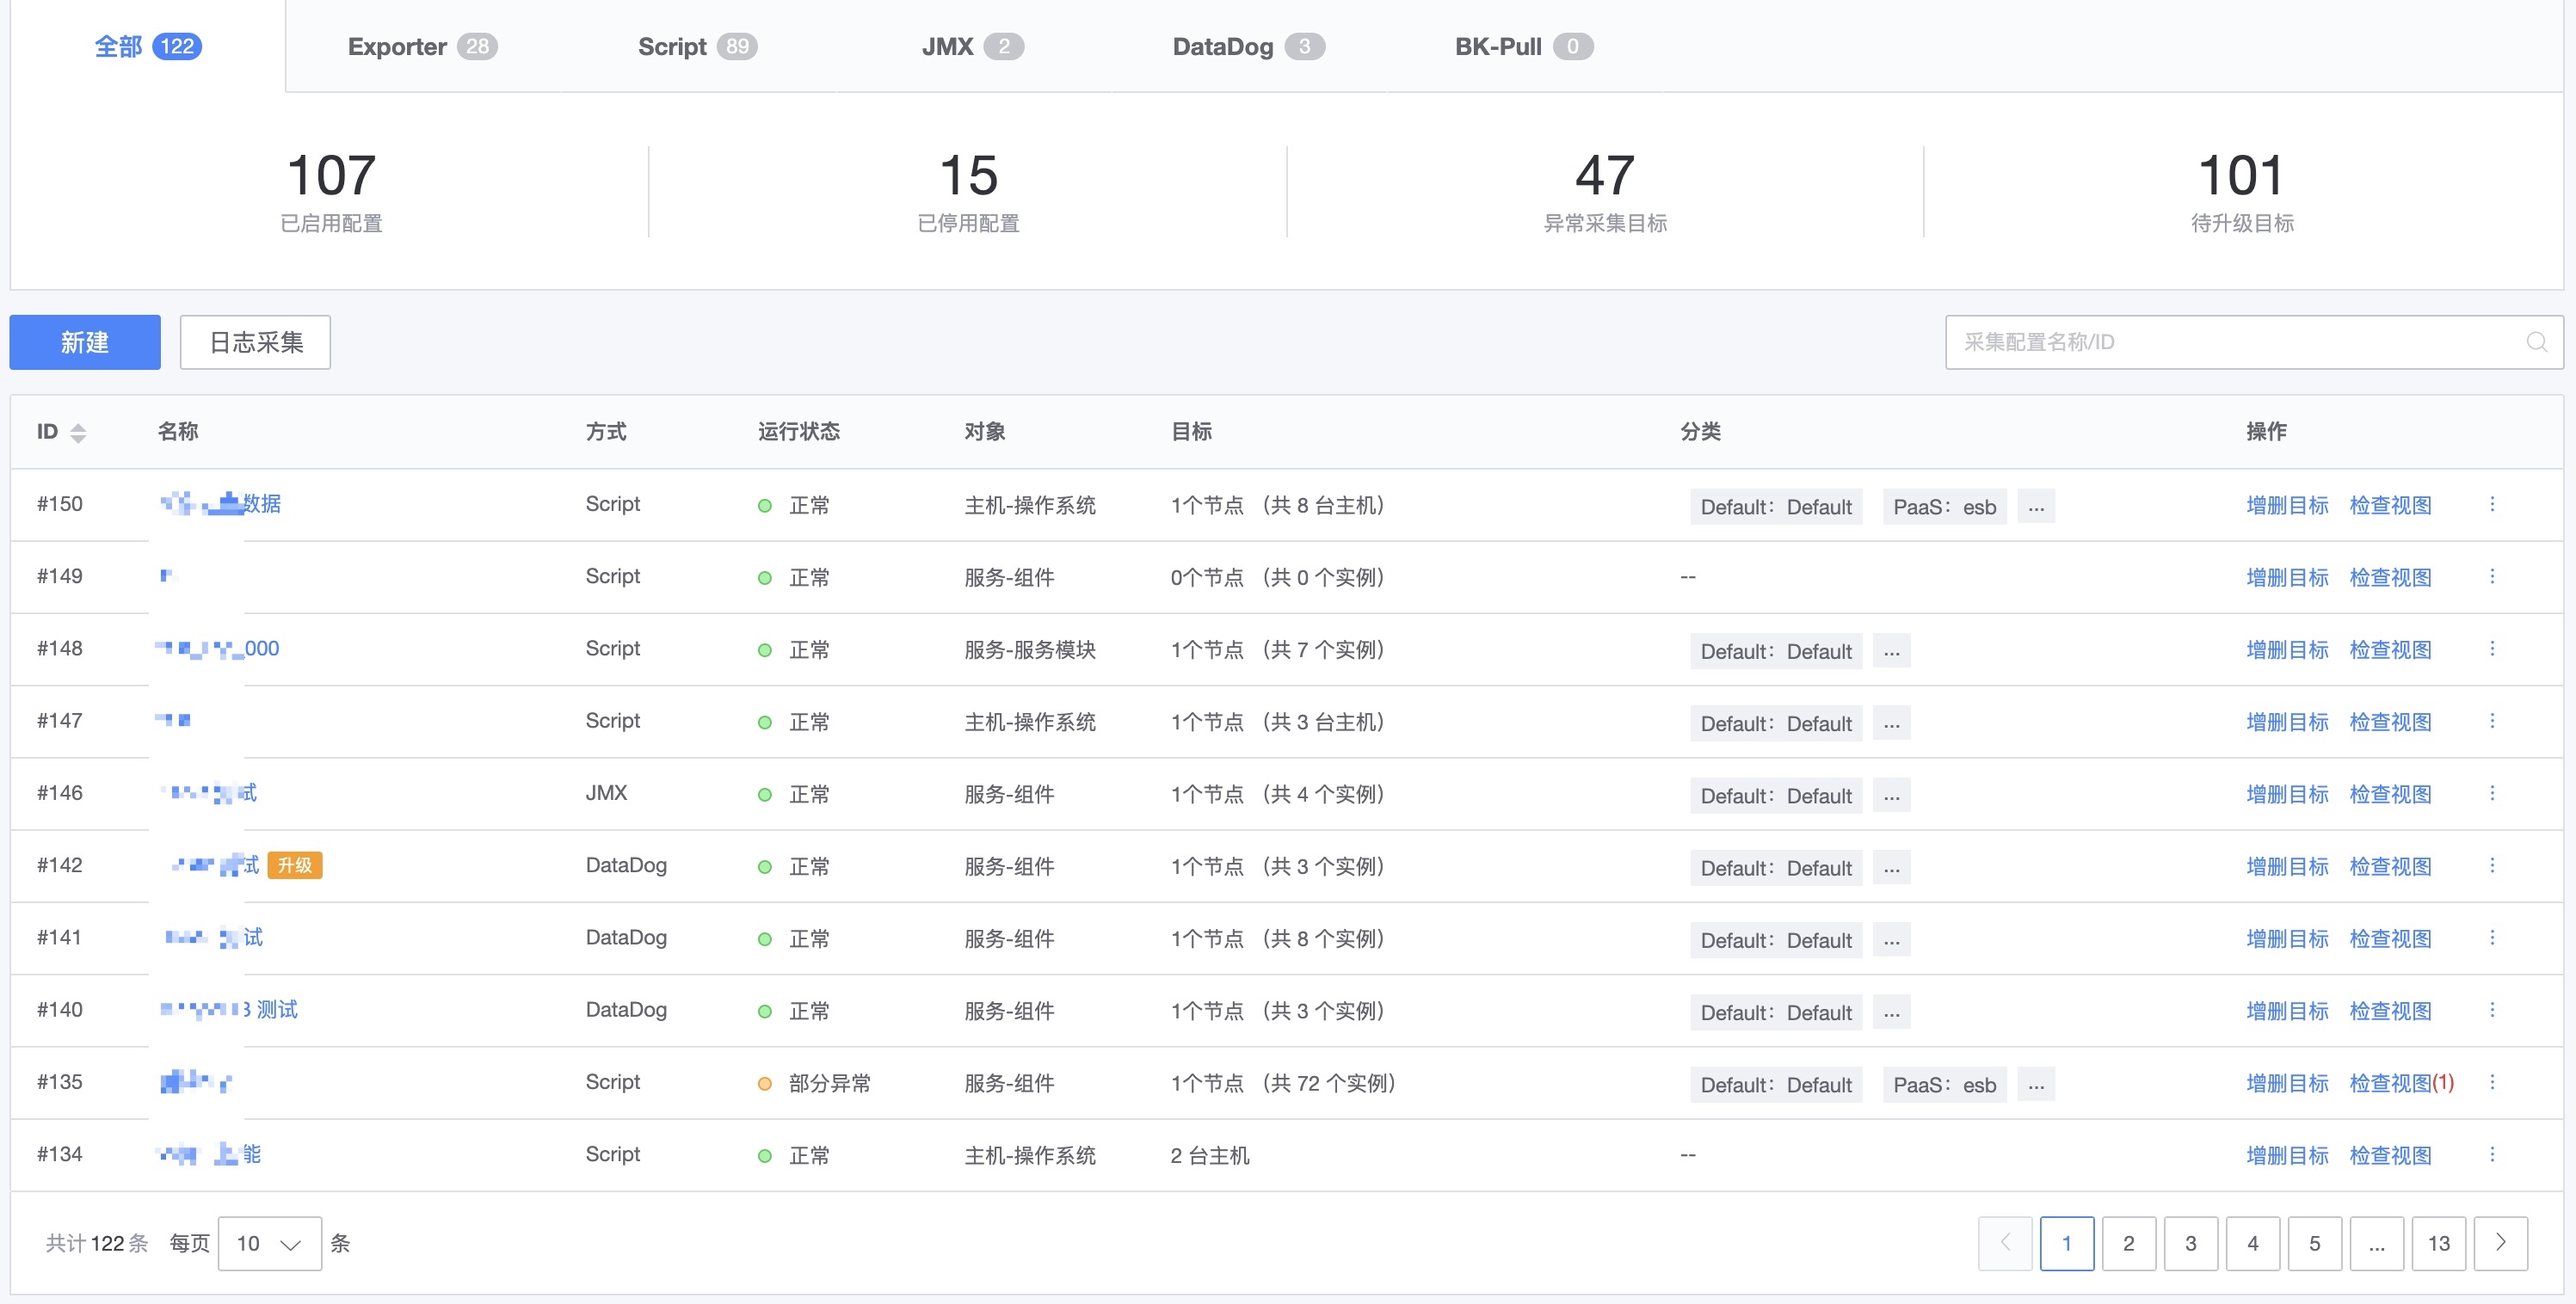 全部 122 Exporter 28 Script 89 JMX 2 DataDog 3 BK-Pull 0
107 15 47 101
已启用配置 已停用配置 异常采集目标 待升级目标
新建 日志采集 采集配置名称/ID
ID 名称 方式 运行状态 对象 目标 分类 操作
#150 数据 Script 正常 主机-操作系统 1个节点 （共 8 台主机） Default：Default PaaS：esb ... 增删目标 检查视图
#149 Script 正常 服务-组件 0个节点 （共 0 个实例） -- 增删目标 检查视图
#148 000 Script 正常 服务-服务模块 1个节点 （共 7 个实例） Default：Default ... 增删目标 检查视图
#147 Script 正常 主机-操作系统 1个节点 （共 3 台主机） Default：Default ... 增删目标 检查视图
#146 试 JMX 正常 服务-组件 1个节点 （共 4 个实例） Default：Default ... 增删目标 检查视图
#142 试 升级 DataDog 正常 服务-组件 1个节点 （共 3 个实例） Default：Default ... 增删目标 检查视图
#141 试 DataDog 正常 服务-组件 1个节点 （共 8 个实例） Default：Default ... 增删目标 检查视图
#140 测试 DataDog 正常 服务-组件 1个节点 （共 3 个实例） Default：Default ... 增删目标 检查视图
#135 Script 部分异常 服务-组件 1个节点 （共 72 个实例） Default：Default PaaS：esb ... 增删目标 检查视图(1)
#134 能 Script 正常 主机-操作系统 2 台主机 -- 增删目标 检查视图
共计 122 条 每页 10 条 1 2 3 4 5 ... 13